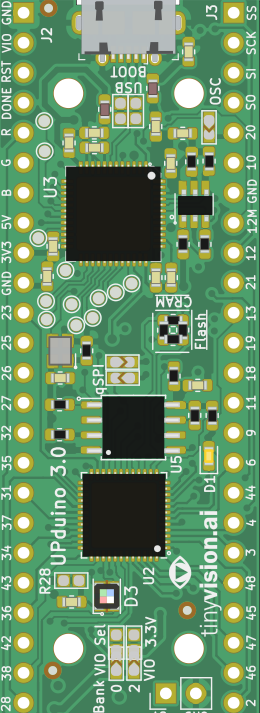 GND
VIO
RST
DONE
R
G
B
5V
3V3
GND
23
25
26
27
32
35
31
37
34
43
36
42
38
28
J2
J3
SS
SCK
SI
SO
20
10
GND
12M
12
21
13
19
18
11
9
6
44
4
3
48
45
47
46
2
BOOT
USB
OSC
U3
CRAM
Flash
qSPI
U5
D1
UPduino 3.0
U2
R28
D3
tinyvision.ai
Bank VIO Sel
0
2
3.3V
VIO